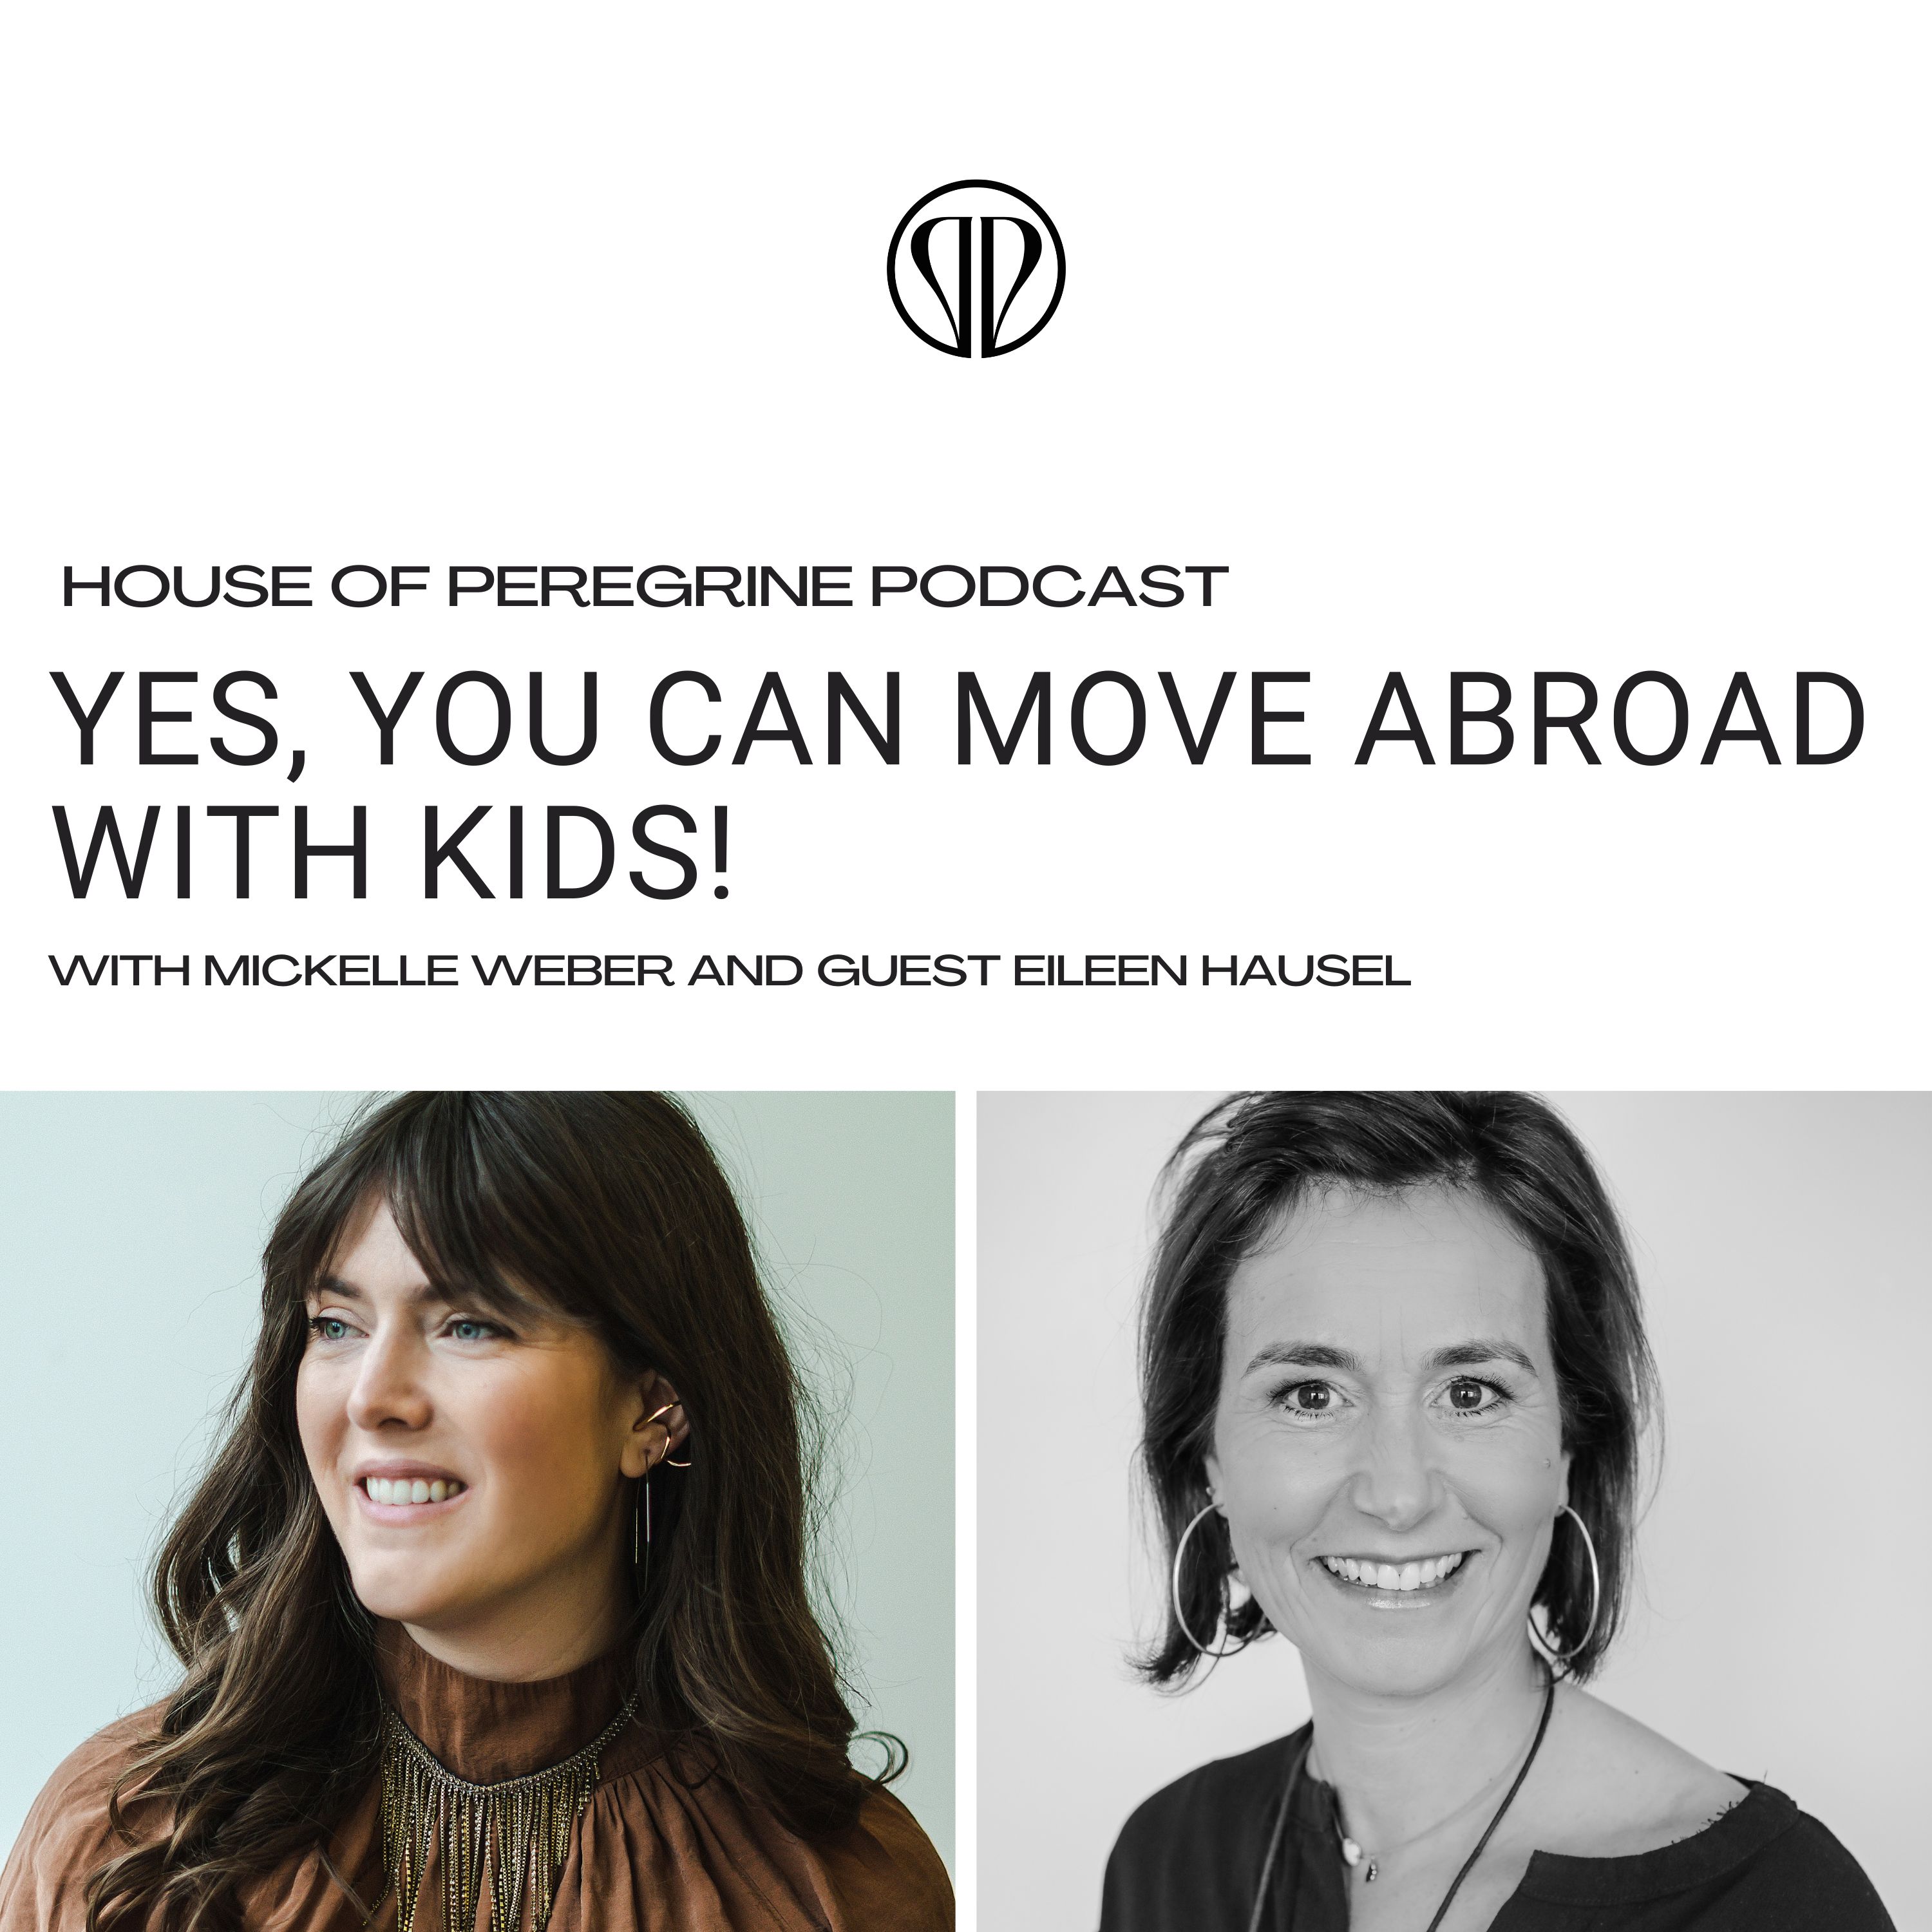 HOUSE OF PEREGRINE PODCAST
YES, YOU CAN MOVE ABROAD
WITH KIDS!
WITH MICKELLE WEBER AND GUEST EILEEN HAUSEL